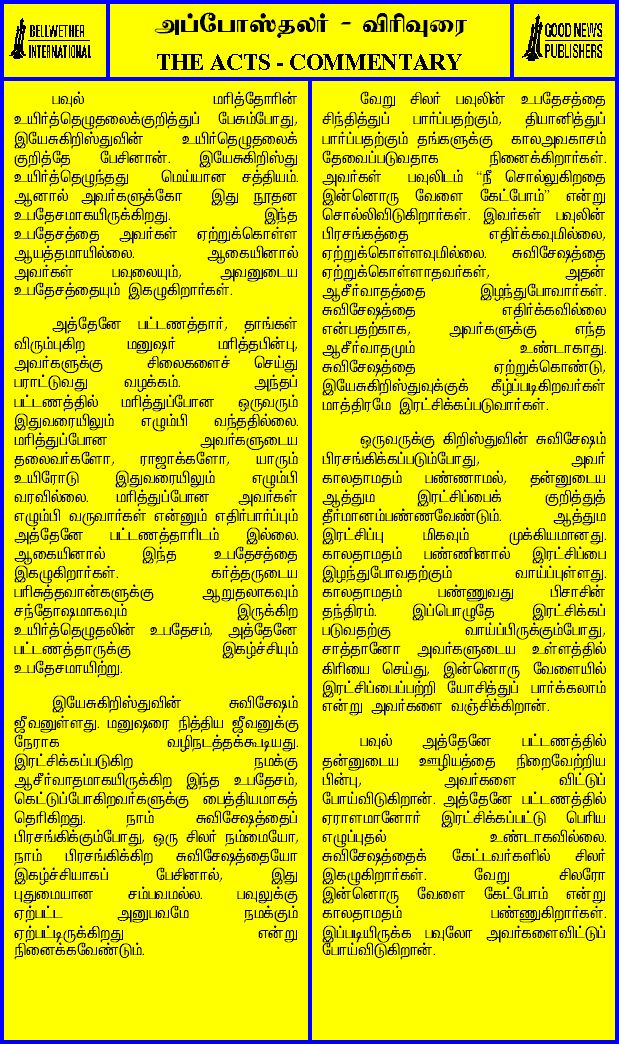 BELLWETHER
INTERNATIONAL
அப்போஸ்தலர் - விரிவுரை
THE ACTS - COMMENTARY
GOOD NEWS
PUBLISHERS
பவுல் மரித்தோரின்
உயிர்த்தெழுதலைக்குறித்துப் பேசும்போது,
இயேசுகிறிஸ்துவின் உயிர்த்தெழுதலைக்
குறித்தே பேசினான். இயேசுகிறிஸ்து
உயிர்த்தெழுந்தது மெய்யான சத்தியம்.
ஆனால் அவர்களுக்கோ இது நூதன
உபதேசமாகயிருக்கிறது. இந்த
உபதேசத்தை அவர்கள் ஏற்றுக்கொள்ள
ஆயத்தமாயில்லை. ஆகையினால்
அவர்கள் பவுலையும், அவனுடைய
உபதேசத்தையும் இகழுகிறார்கள்.
அத்தேனே பட்டணத்தார், தாங்கள்
விரும்புகிற மனுஷர் மரித்தபின்பு,
அவர்களுக்கு சிலைகளைச் செய்து
பராட்டுவது வழக்கம். அந்தப்
பட்டணத்தில் மரித்துப்போன ஒருவரும்
இதுவரையிலும் எழும்பி வந்ததில்லை.
மரித்துப்போன அவர்களுடைய
தலைவர்களோ, ராஜாக்களோ, யாரும்
உயிரோடு இதுவரையிலும் எழும்பி
வரவில்லை. மரித்துப்போன அவர்கள்
எழும்பி வருவார்கள் என்னும் எதிர்பார்ப்பும்
அத்தேனே பட்டணத்தாரிடம் இல்லை.
ஆகையினால் இந்த உபதேசத்தை
இகழுகிறார்கள். கர்த்தருடைய
பரிசுத்தவான்களுக்கு ஆறுதலாகவும்
சந்தோஷமாகவும் இருக்கிற
உயிர்த்தெழுதலின் உபதேசம், அத்தேனே
பட்டணத்தாருக்கு இகழ்ச்சியும்
உபதேசமாயிற்று.
இயேசுகிறிஸ்துவின் சுவிசேஷம்
ஜீவனுள்ளது. மனுஷரை நித்திய ஜீவனுக்கு
நேராக வழிநடத்தக்கூடியது.
இரட்சிக்கப்படுகிற நமக்கு
ஆசீர்வாதமாகயிருக்கிற இந்த உபதேசம்,
கெட்டுப்போகிறவர்களுக்கு பைத்தியமாகத்
தெரிகிறது. நாம் சுவிசேஷத்தைப்
பிரசங்கிக்கும்போது, ஒரு சிலர் நம்மையோ,
நாம் பிரசங்கிக்கிற சுவிசேஷத்தையோ
இகழ்ச்சியாகப் பேசினால், இது
புதுமையான சம்பவமல்ல. பவுலுக்கு
ஏற்பட்ட அனுபவமே நமக்கும்
ஏற்பட்டிருக்கிறது என்று
நினைக்கவேண்டும்.
வேறு சிலர் பவுலின் உபதேசத்தை
சிந்தித்துப் பார்ப்பதற்கும், தியானித்துப்
பார்ப்பதற்கும் தங்களுக்கு காலஅவகாசம்
தேவைப்படுவதாக நினைக்கிறார்கள்.
அவர்கள் பவுலிடம் “நீ சொல்லுகிறதை
இன்னொரு வேளை கேட்போம்” என்று
சொல்லிவிடுகிறார்கள். இவர்கள் பவுலின்
பிரசங்கத்தை எதிர்க்கவுமில்லை,
ஏற்றுக்கொள்ளவுமில்லை. சுவிசேஷத்தை
ஏற்றுக்கொள்ளாதவர்கள், அதன்
ஆசீர்வாதத்தை இழந்துபோவார்கள்.
சுவிசேஷத்தை எதிர்க்கவில்லை
என்பதற்காக, அவர்களுக்கு எந்த
ஆசீர்வாதமும் உண்டாகாது.
சுவிசேஷத்தை ஏற்றுக்கொண்டு,
இயேசுகிறிஸ்துவுக்குக் கீழ்ப்படிகிறவர்கள்
மாத்திரமே இரட்சிக்கப்படுவார்கள்.
ஒருவருக்கு கிறிஸ்துவின் சுவிசேஷம்
பிரசங்கிக்கப்படும்போது, அவர்
காலதாமதம் பண்ணாமல், தன்னுடைய
ஆத்தும இரட்சிப்பைக் குறித்துத்
தீர்மானம்பண்ணவேண்டும். ஆத்தும
இரட்சிப்பு மிகவும் முக்கியமானது.
காலதாமதம் பண்ணினால் இரட்சிப்பை
இழந்துபோவதற்கும் வாய்ப்புள்ளது.
காலதாமதம் பண்ணுவது பிசாசின்
தந்திரம். இப்பொழுதே இரட்சிக்கப்
படுவதற்கு வாய்ப்பிருக்கும்போது,
சாத்தானோ அவர்களுடைய உள்ளத்தில்
கிரியை செய்து, இன்னொரு வேளையில்
இரட்சிப்பைப்பற்றி யோசித்துப் பார்க்கலாம்
என்று அவர்களை வஞ்சிக்கிறான்.
பவுல் அத்தேனே பட்டணத்தில்
தன்னுடைய ஊழியத்தை நிறைவேற்றிய
பின்பு, அவர்களை விட்டுப்
போய்விடுகிறான். அத்தேனே பட்டணத்தில்
ஏராளமானோர் இரட்சிக்கப்பட்டு பெரிய
எழுப்புதல் உண்டாகவில்லை.
சுவிசேஷத்தைக் கேட்டவர்களில் சிலர்
இகழுகிறார்கள். வேறு சிலரோ
இன்னொரு வேளை கேட்போம் என்று
காலதாமதம் பண்ணுகிறார்கள்.
இப்படியிருக்க பவுலோ அவர்களைவிட்டுப்
போய்விடுகிறான்.